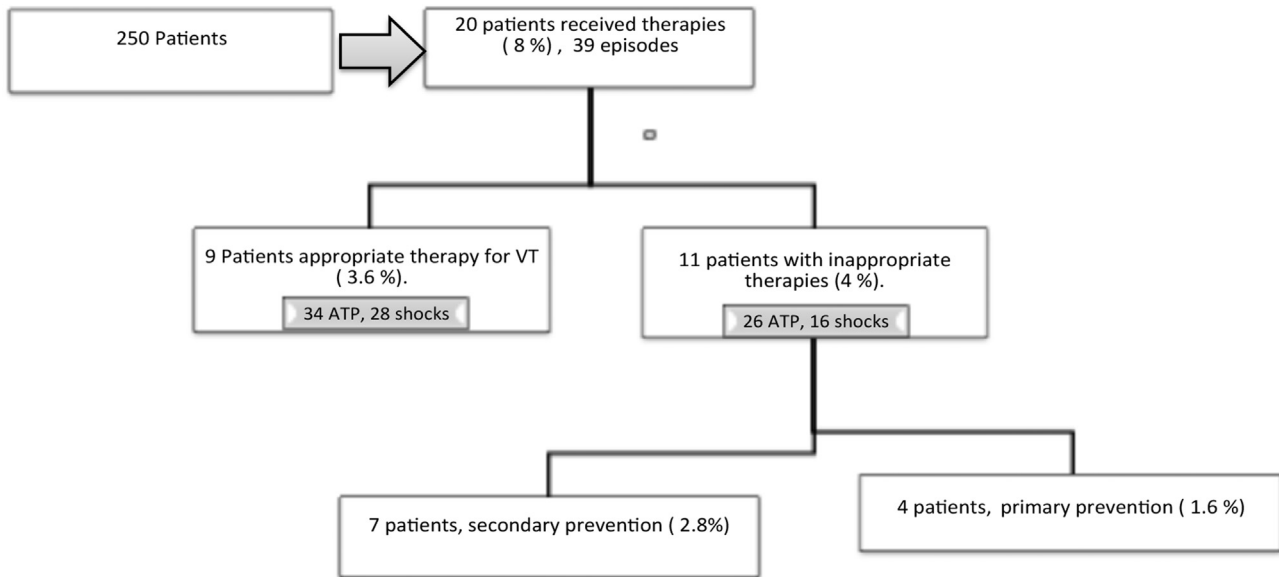 250 Patients
20 patients received therapies
( 8 %) ,  39 episodes
9 Patients appropriate therapy for VT
( 3.6 %).
34 ATP, 28 shocks
11 patients with inappropriate
therapies (4 %).
26 ATP, 16 shocks
7 patients, secondary prevention ( 2.8%)
4 patients,  primary prevention ( 1.6 %)